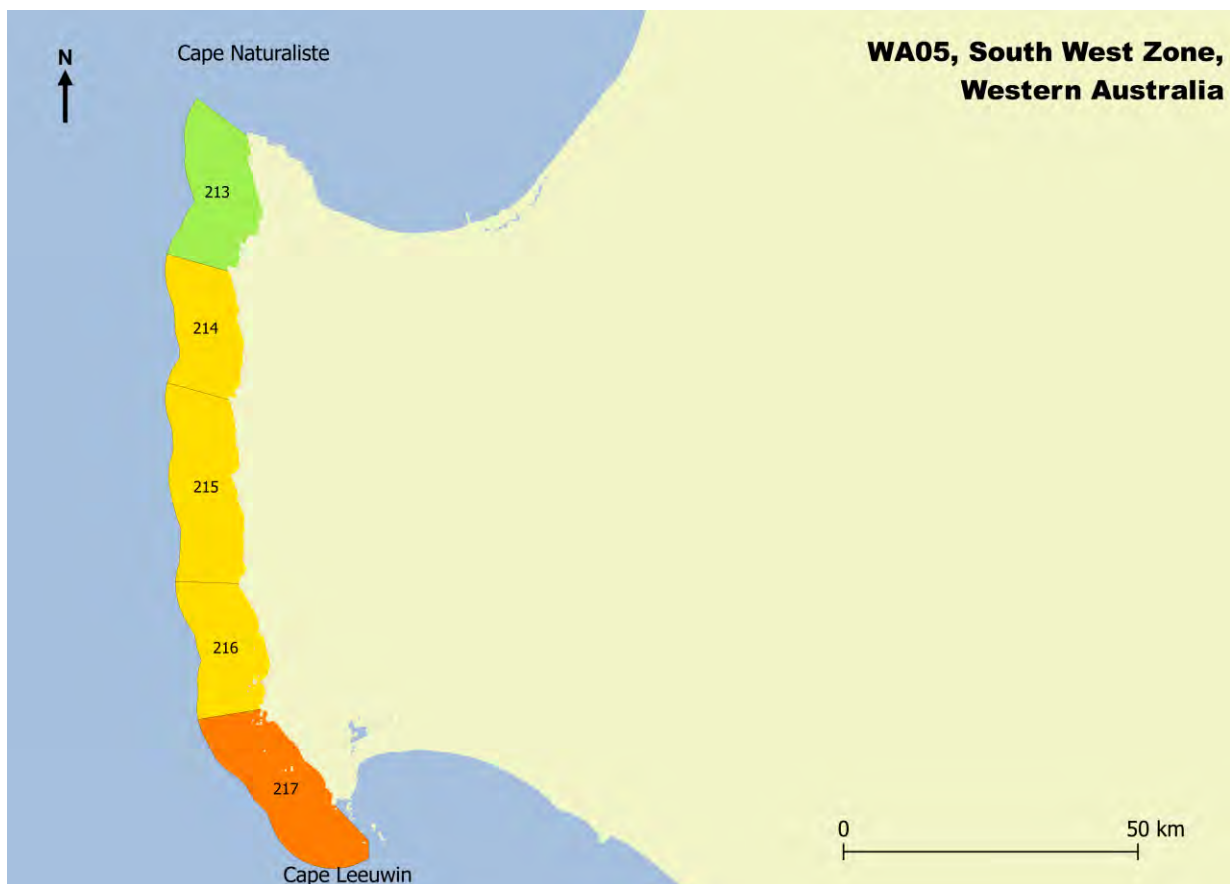 Cape Naturaliste
N
WA05, South West Zone,
Western Australia
213
214
215
216
217
0 50 km
Cape Leeuwin